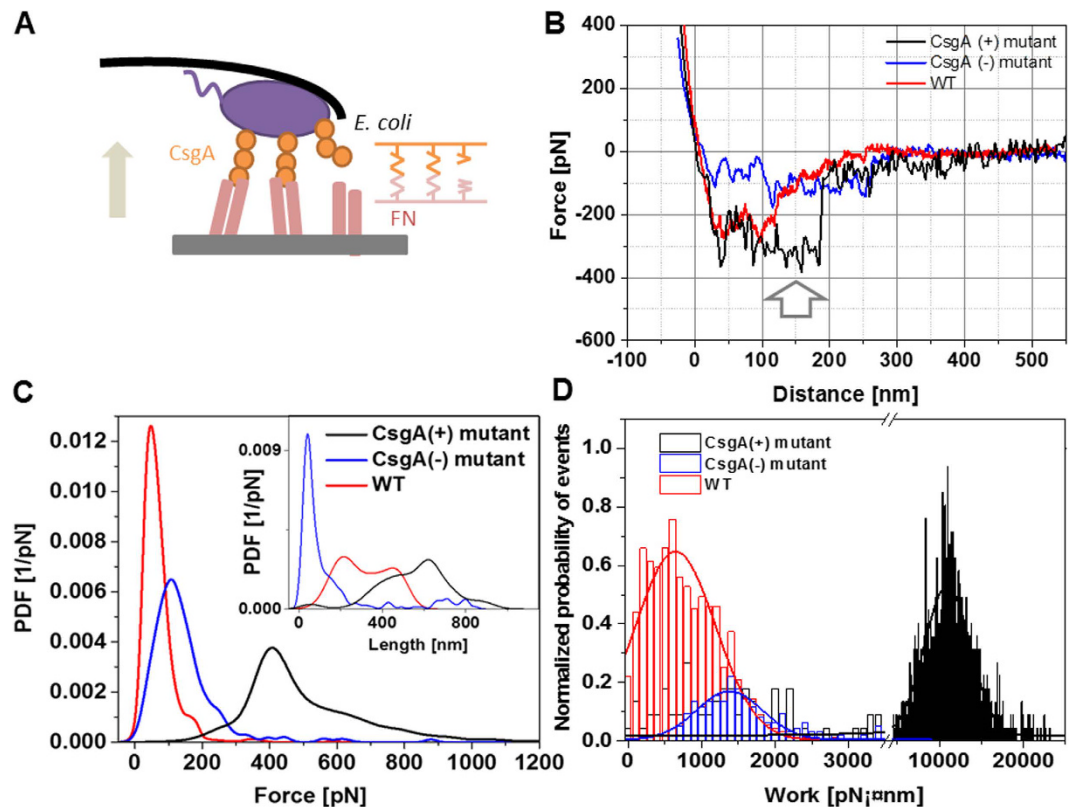 A
E. coli
CsgA
FN
B
CsgA (+) mutant
CsgA (-) mutant
WT
400
200
0
-200
-400
-600
Force [pN]
-100 0 100 200 300 400 500
Distance [nm]
C
CsgA(+) mutant
CsgA(-) mutant
WT
0.012
0.010
0.008
0.006
0.004
0.002
0.000
PDF [1/pN]
0 200 400 600 800 1000 1200
Force [pN]
0.009
0.000
PDF [1/pN]
0 200 400 600 800
Length [nm]
D
CsgA(+) mutant
CsgA(-) mutant
WT
1.0
0.8
0.6
0.4
0.2
0.0
Normalized probability of events
0 1000 2000 3000 10000 20000
Work [pN¡¤nm]